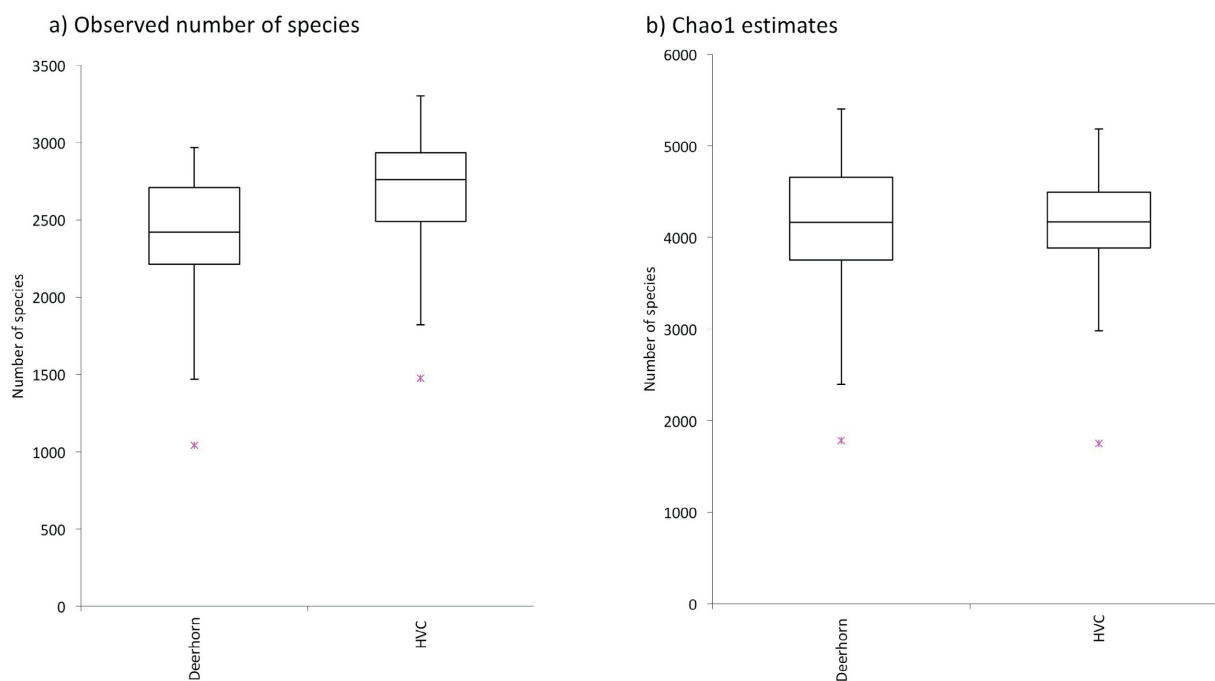 a) Observed number of species
3500
3000
2500
2000
1500
1000
500
0
Number of species
Deerhorn
HVC
b) Chao1 estimates
6000
5000
4000
3000
2000
1000
0
Number of species
Deerhorn
HVC